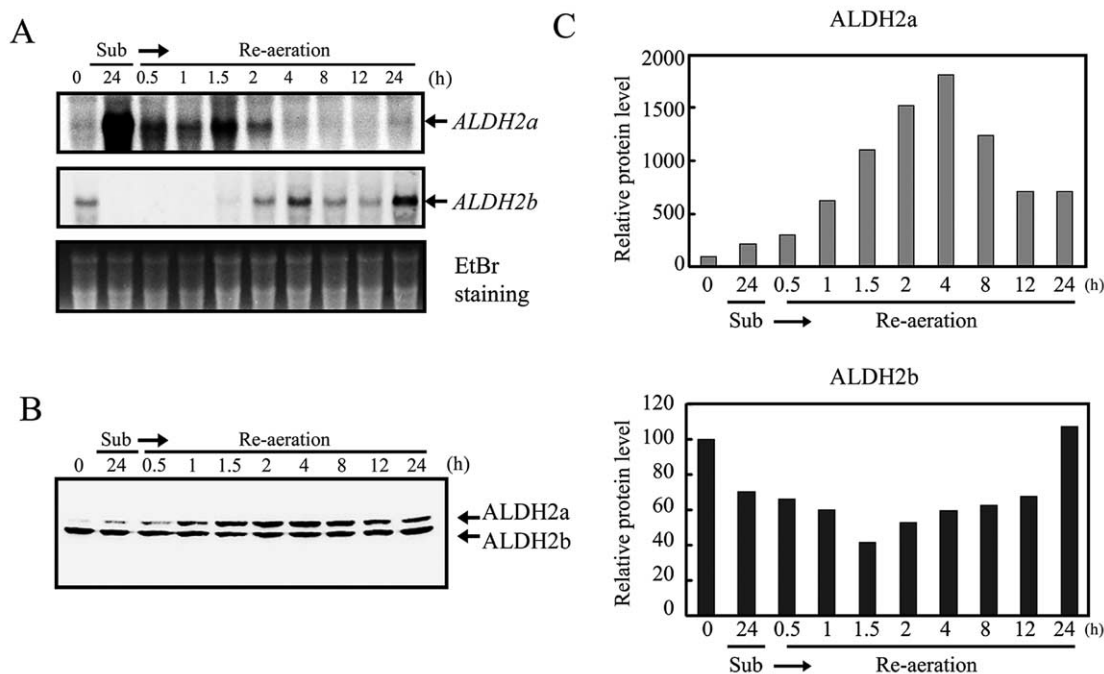 A
Sub → Re-aeration
0 24 0.5 1 1.5 2 4 8 12 24 (h)
ALDH2a
ALDH2b
EtBr
staining
B
Sub → Re-aeration
0 24 0.5 1 1.5 2 4 8 12 24 (h)
ALDH2a
ALDH2b
C
ALDH2a
Relative protein level
2000
1500
1000
500
0
0 24 0.5 1 1.5 2 4 8 12 24 (h)
Sub → Re-aeration
ALDH2b
Relative protein level
120
100
80
60
40
20
0
0 24 0.5 1 1.5 2 4 8 12 24 (h)
Sub → Re-aeration